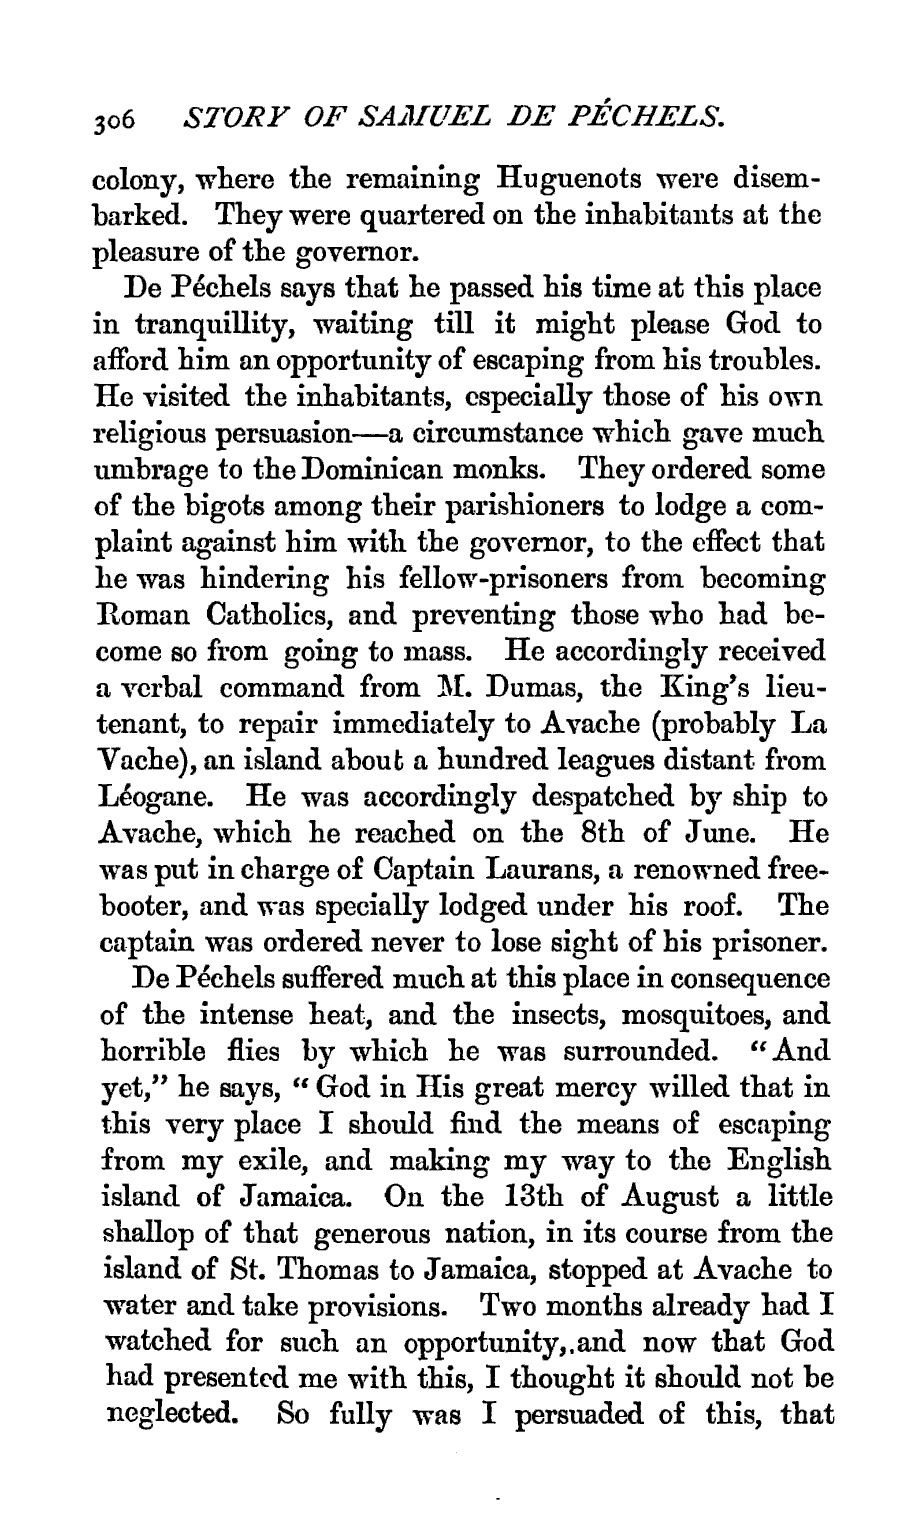 306 STORY OF SAMUEL DE PÉCHELS.
colony, where the remaining Huguenots were disem-
barked. They were quartered on the inhabitants at the
pleasure of the governor.
De Péchels says that he passed his time at this place
in tranquillity, waiting till it might please God to
afford him an opportunity of escaping from his troubles.
He visited the inhabitants, especially those of his own
religious persuasion—a circumstance which gave much
umbrage to the Dominican monks. They ordered some
of the bigots among their parishioners to lodge a com-
plaint against him with the governor, to the effect that
he was hindering his fellow-prisoners from becoming
Roman Catholics, and preventing those who had be-
come so from going to mass. He accordingly received
a verbal command from M. Dumas, the King's lieu-
tenant, to repair immediately to Avache (probably La
Vache), an island about a hundred leagues distant from
Léogane. He was accordingly despatched by ship to
Avache, which he reached on the 8th of June. He
was put in charge of Captain Laurans, a renowned free-
booter, and was specially lodged under his roof. The
captain was ordered never to lose sight of his prisoner.
De Péchels suffered much at this place in consequence
of the intense heat, and the insects, mosquitoes, and
horrible flies by which he was surrounded. "And
yet," he says, "God in His great mercy willed that in
this very place I should find the means of escaping
from my exile, and making my way to the English
island of Jamaica. On the 13th of August a little
shallop of that generous nation, in its course from the
island of St. Thomas to Jamaica, stopped at Avache to
water and take provisions. Two months already had I
watched for such an opportunity,.and now that God
had presented me with this, I thought it should not be
neglected. So fully was I persuaded of this, that